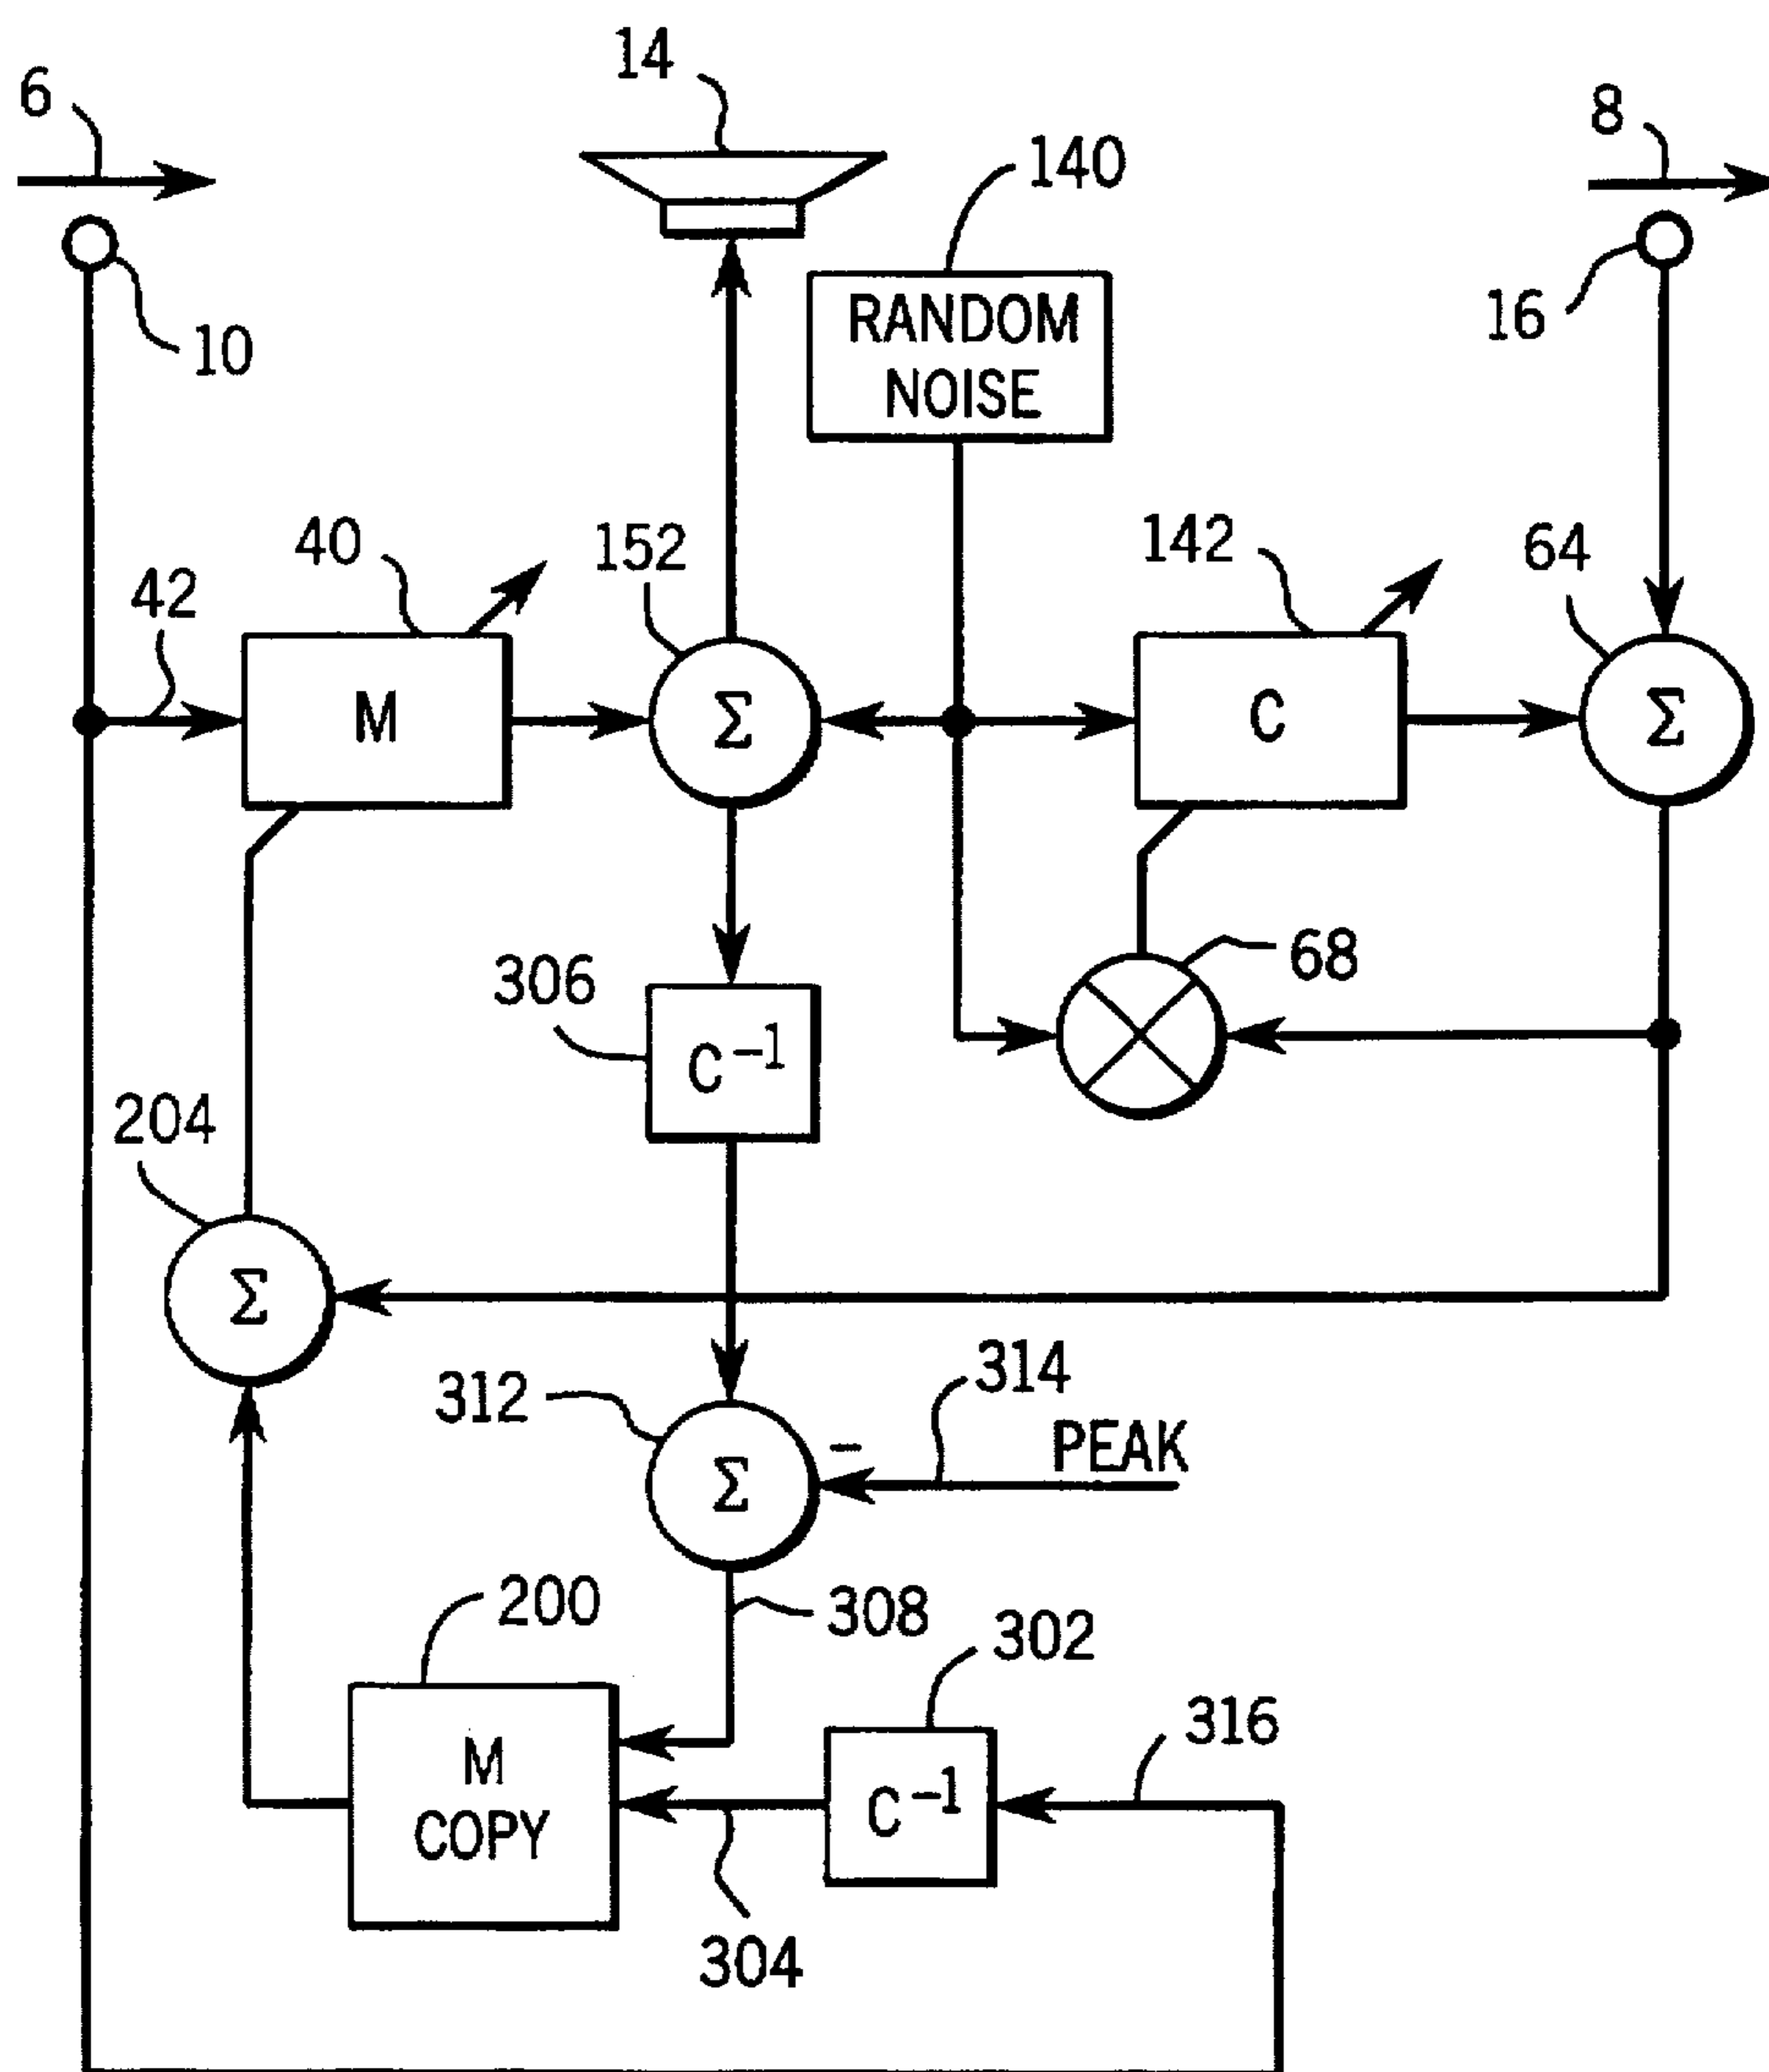 6
14
8
140
RANDOM
NOISE
10
16
40
152
142
64
42
M
Σ
C
Σ
68
306
C⁻¹
204
Σ
314
312
-
PEAK
Σ
200
308
302
316
M
COPY
C⁻¹
304